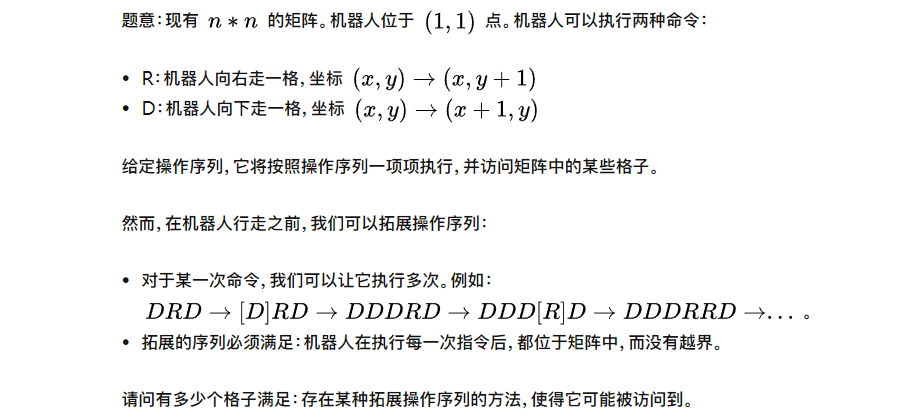 题意：现有 n * n 的矩阵。机器人位于 (1, 1) 点。机器人可以执行两种命令：
• R：机器人向右走一格，坐标 (x, y) → (x, y + 1)
• D：机器人向下走一格，坐标 (x, y) → (x + 1, y)
给定操作序列，它将按照操作序列一项项执行，并访问矩阵中的某些格子。
然而，在机器人行走之前，我们可以拓展操作序列：
• 对于某一次命令，我们可以让它执行多次。例如：
DRD → [D]RD → DDDRD → DDD[R]D → DDDRRD → ... 。
• 拓展的序列必须满足：机器人在执行每一次指令后，都位于矩阵中，而没有越界。
请问有多少个格子满足：存在某种拓展操作序列的方法，使得它可能被访问到。